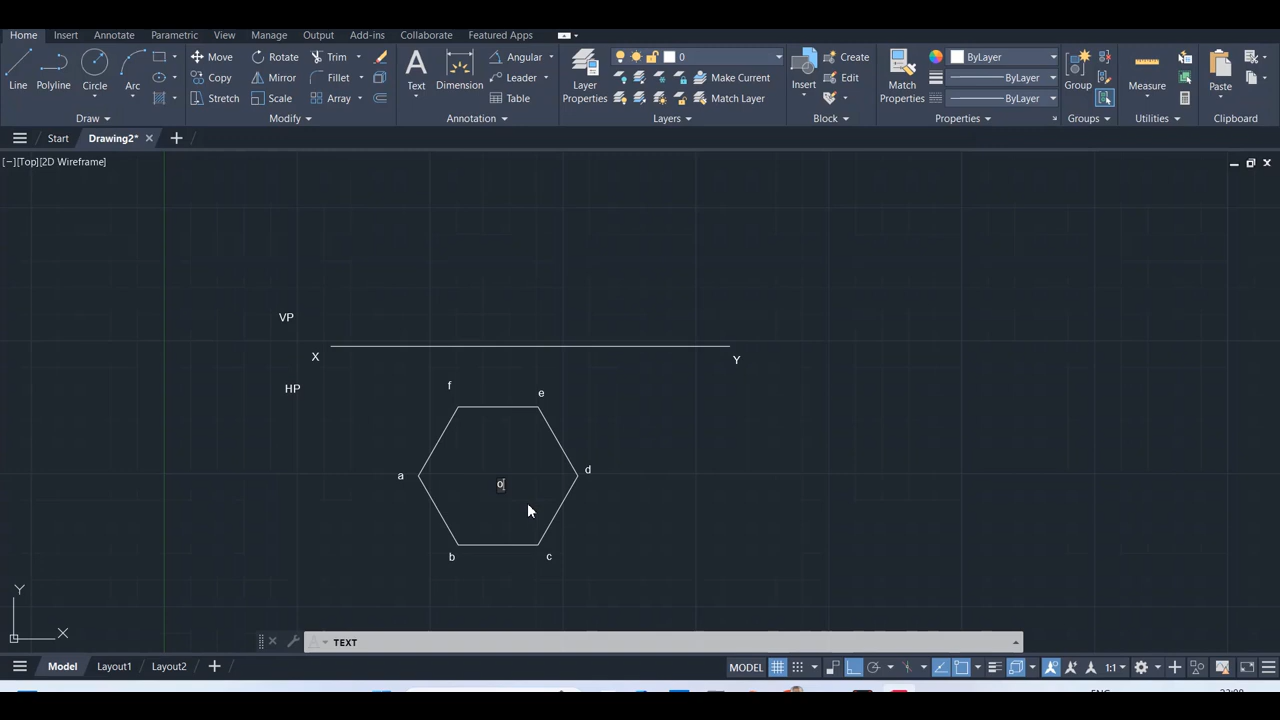 Home Insert Annotate Parametric View Manage Output Add-ins Collaborate Featured Apps
Move Rotate Trim Angular 0 Create ByLayer
Copy Mirror Fillet Leader Make Current Edit ByLayer
Line Polyline Circle Arc Text Dimension Layer Properties Insert Match Properties Group Measure Paste
Stretch Scale Array Table Match Layer ByLayer
Draw Modify Annotation Layers Block Properties Groups Utilities Clipboard
Start Drawing2*
[−][Top][2D Wireframe]
VP
X Y
HP
f e
a d
o
b c
Y
X
TEXT
Model Layout1 Layout2 MODEL 1:1